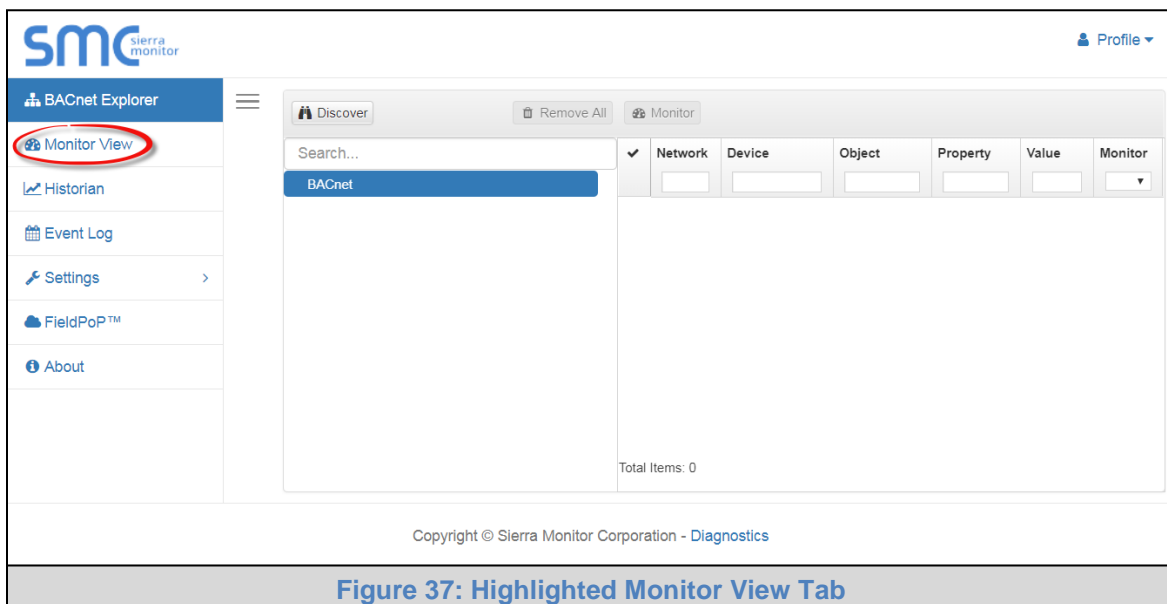 SMC sierra monitor
Profile
BACnet Explorer
Monitor View
Historian
Event Log
Settings
FieldPoP™
About
Discover
Remove All
Monitor
Search...
BACnet
Network Device Object Property Value Monitor
Total Items: 0
Copyright © Sierra Monitor Corporation - Diagnostics
Figure 37: Highlighted Monitor View Tab